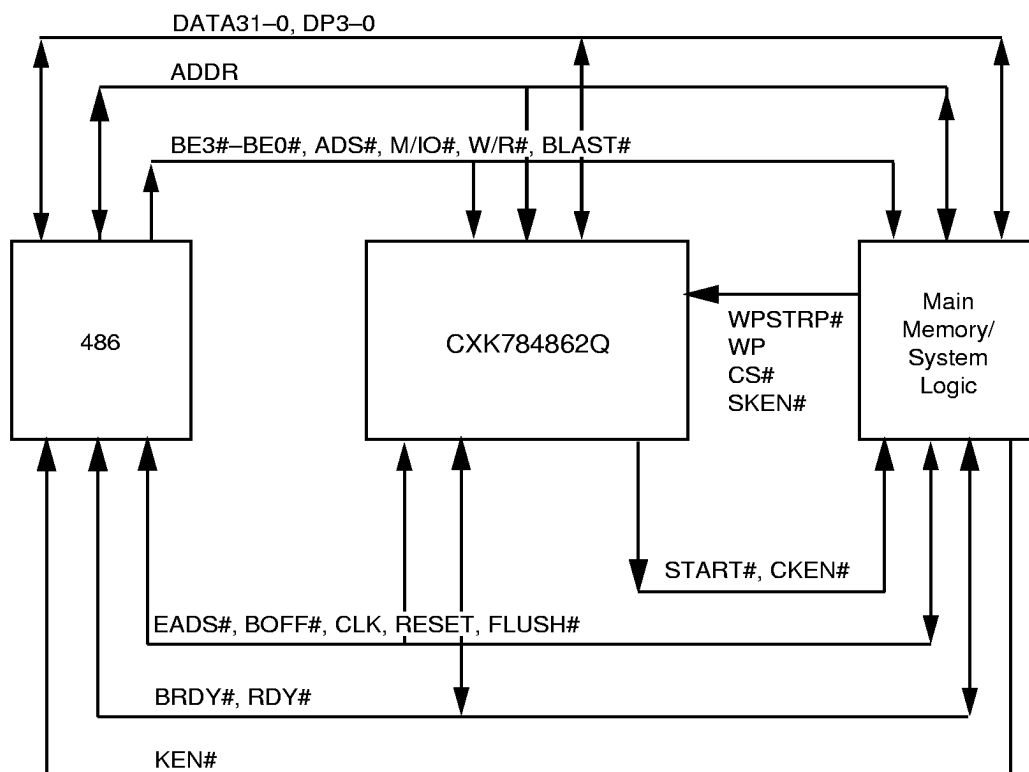 DATA31–0, DP3–0
ADDR
BE3#–BE0#, ADS#, M/IO#, W/R#, BLAST#
486
CXK784862Q
WPSTRP#
WP
CS#
SKEN#
Main
Memory/
System
Logic
START#, CKEN#
EADS#, BOFF#, CLK, RESET, FLUSH#
BRDY#, RDY#
KEN#